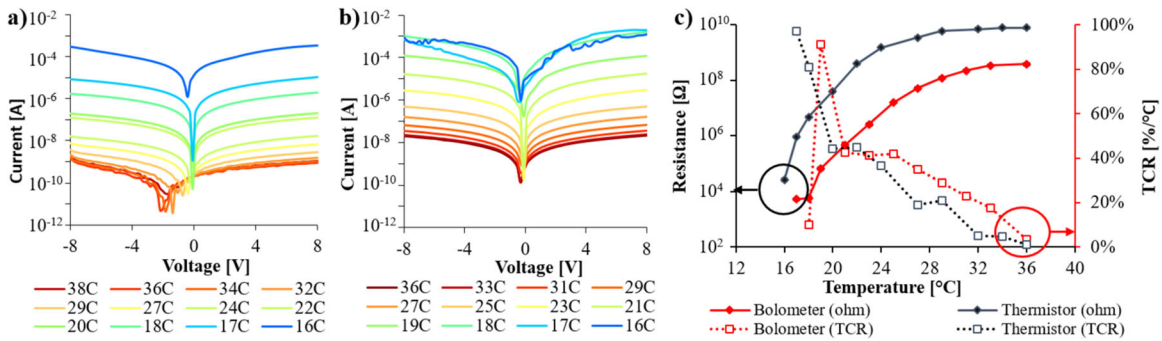 a)
10-2
10-4
10-6
10-8
10-10
10-12
Current [A]
-8 -4 0 4 8
Voltage [V]
38C 36C 34C 32C
29C 27C 24C 22C
20C 18C 17C 16C
b)
10-2
10-4
10-6
10-8
10-10
10-12
Current [A]
-8 -4 0 4 8
Voltage [V]
36C 33C 31C 29C
27C 25C 23C 21C
19C 18C 17C 16C
c)
1010
108
106
104
102
Resistance [Ω]
100%
80%
60%
40%
20%
0%
TCR [%/°C]
12 16 20 24 28 32 36 40
Temperature [°C]
Bolometer (ohm) Thermistor (ohm)
Bolometer (TCR) Thermistor (TCR)